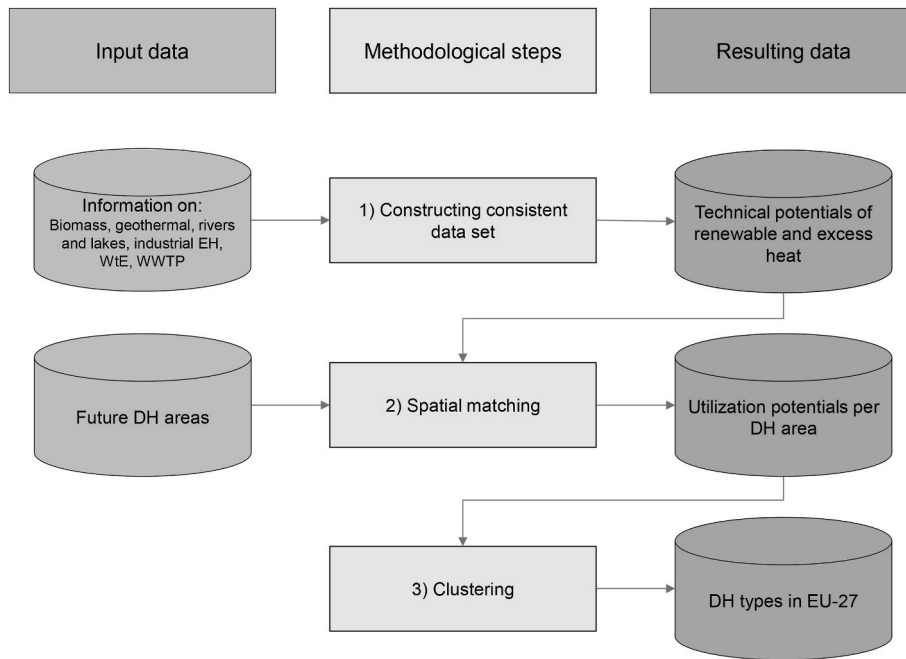 Input data
Methodological steps
Resulting data
Information on:
Biomass, geothermal, rivers
and lakes, industrial EH,
WtE, WWTP
1) Constructing consistent
data set
Technical potentials of
renewable and excess
heat
Future DH areas
2) Spatial matching
Utilization potentials per
DH area
3) Clustering
DH types in EU-27